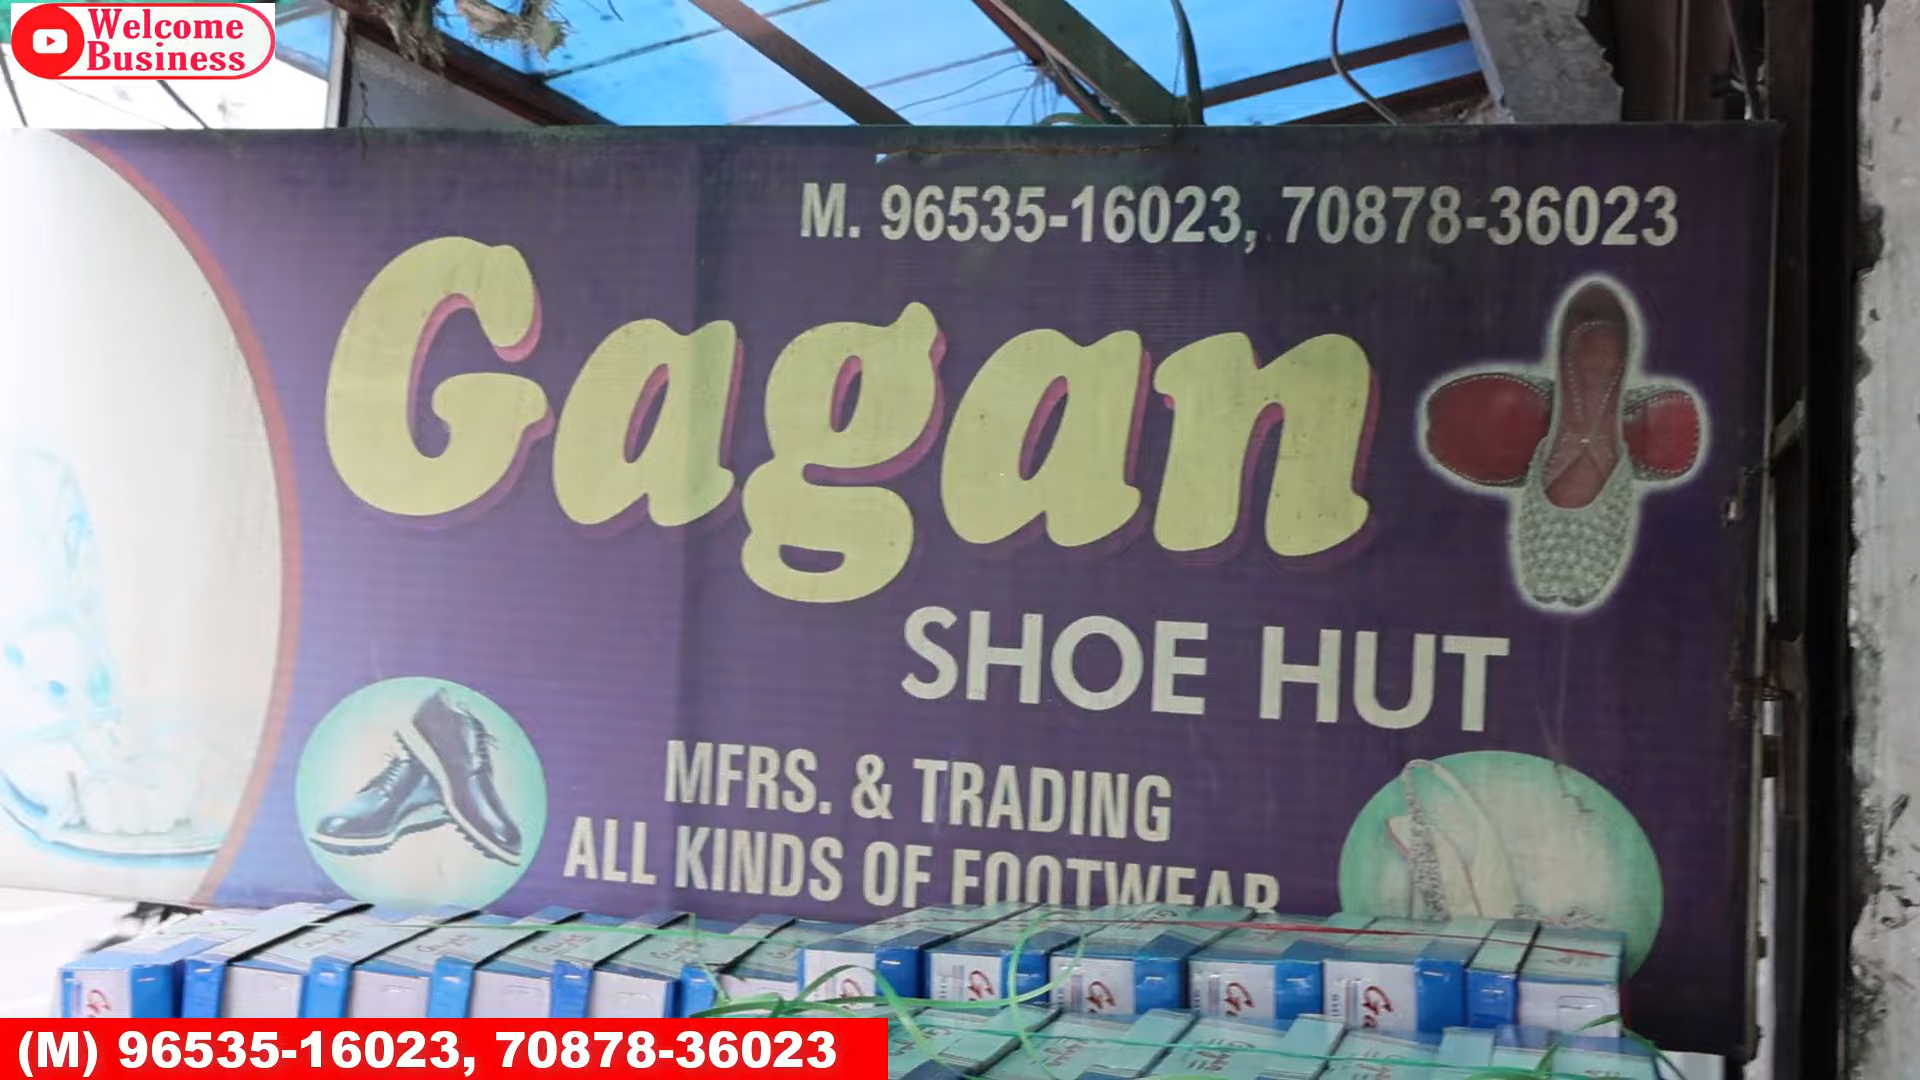 Welcome
Business
M. 96535-16023, 70878-36023
Gagan
SHOE HUT
MFRS. & TRADING
ALL KINDS OF FOOTWEAR
(M) 96535-16023, 70878-36023